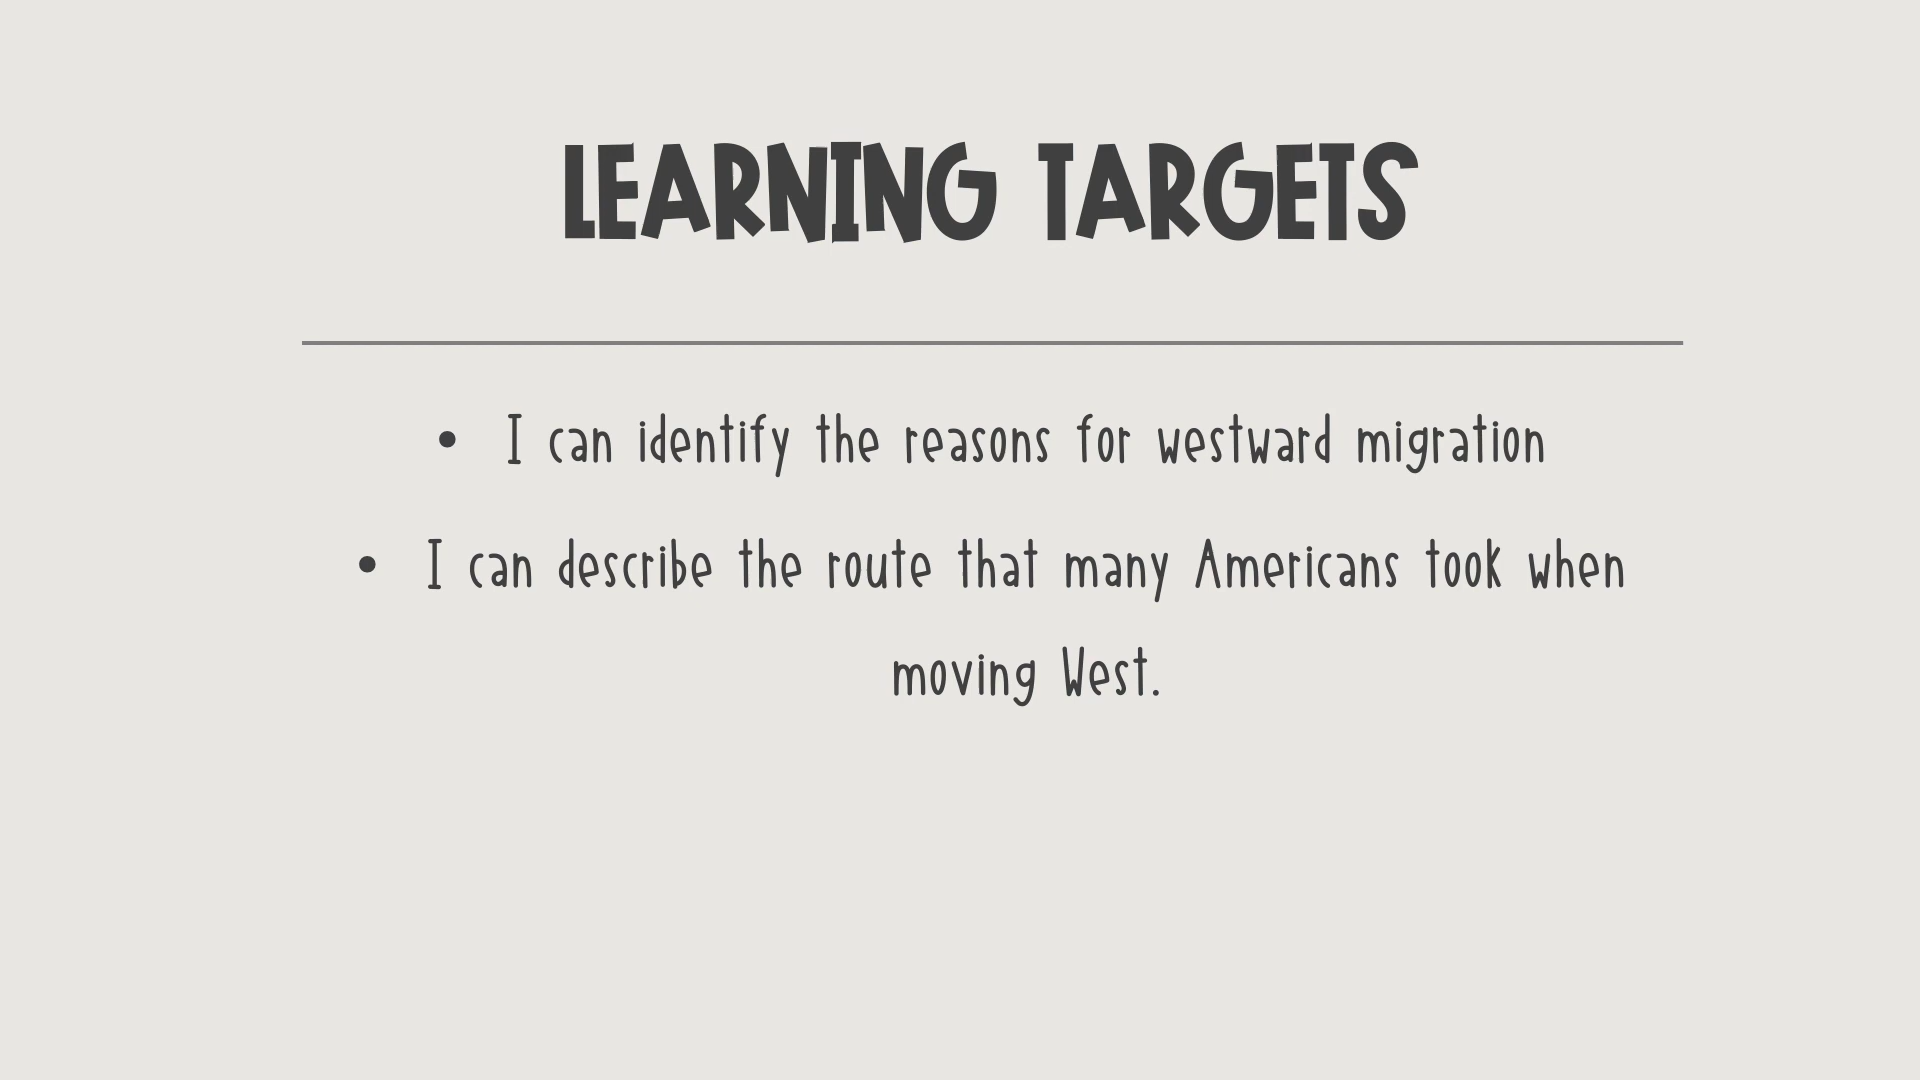 LEARNING TARGETS
• I can identify the reasons for westward migration
• I can describe the route that many Americans took when
moving West.